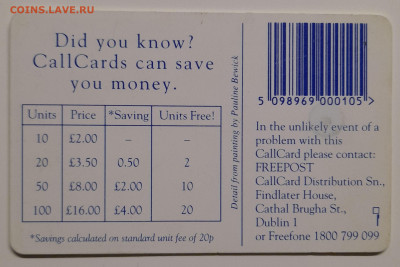 COINS.LAVE.RU
Did you know?
CallCards can save
you money.
Units Price *Saving Units Free!
10 £2.00 – –
20 £3.50 0.50 2
50 £8.00 £2.00 10
100 £16.00 £4.00 20
*Savings calculated on standard unit fee of 20p
Detail from painting by Pauline Bewick
5 098969 000105 >
In the unlikely event of a
problem with this
CallCard please contact:
FREEPOST
CallCard Distribution Sn.,
Findlater House,
Cathal Brugha St.,
Dublin 1
or Freefone 1800 799 099